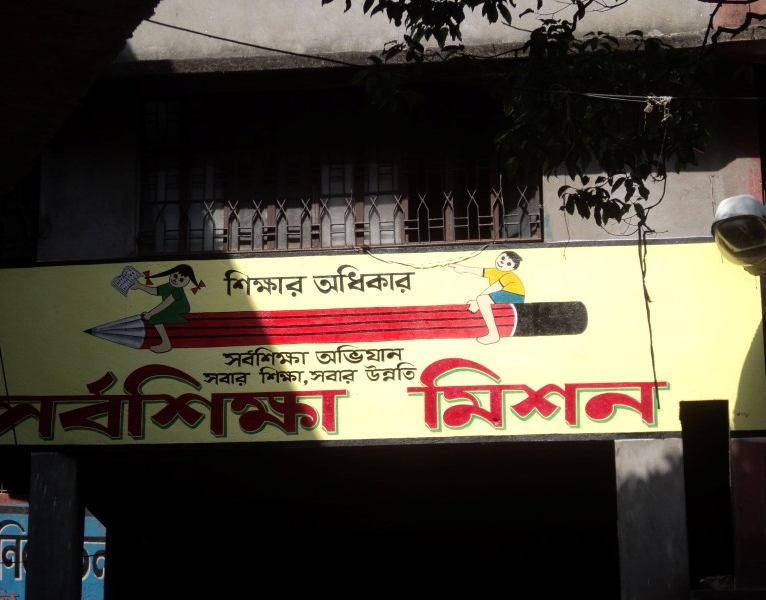 শিক্ষার অধিকার
সর্বশিক্ষা অভিযান
সবার শিক্ষা, সবার উন্নতি
সর্বশিক্ষা মিশন